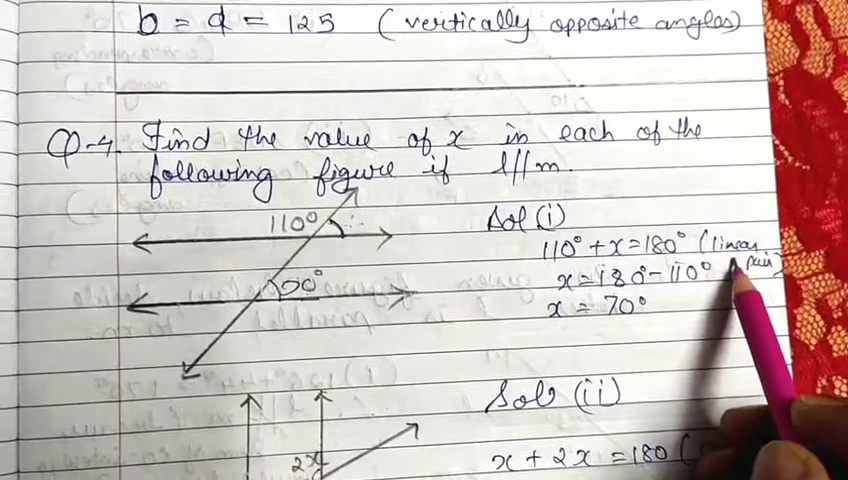 b = d = 125 (vertically opposite angles)
Q-4. Find the value of x in each of the
following figure if l//m.
110°
x°
Sol (i)
110° + x = 180° (linear pair)
x = 180° - 110°
x = 70°
Sol (ii)
2x
x + 2x = 180 (